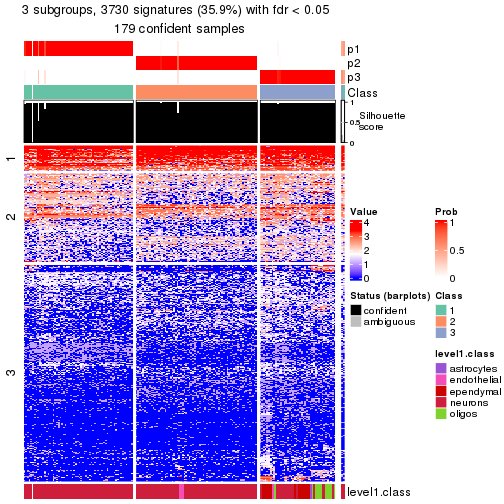 3 subgroups, 3730 signatures (35.9%) with fdr < 0.05
179 confident samples
p1
p2
p3
Class
1
0.5
0
Silhouette
score
1
2
3
level1.class
Value
4
3
2
1
0
Prob
1
0.5
0
Status (barplots)
confident
ambiguous
Class
1
2
3
level1.class
astrocytes
endothelial
ependymal
neurons
oligos